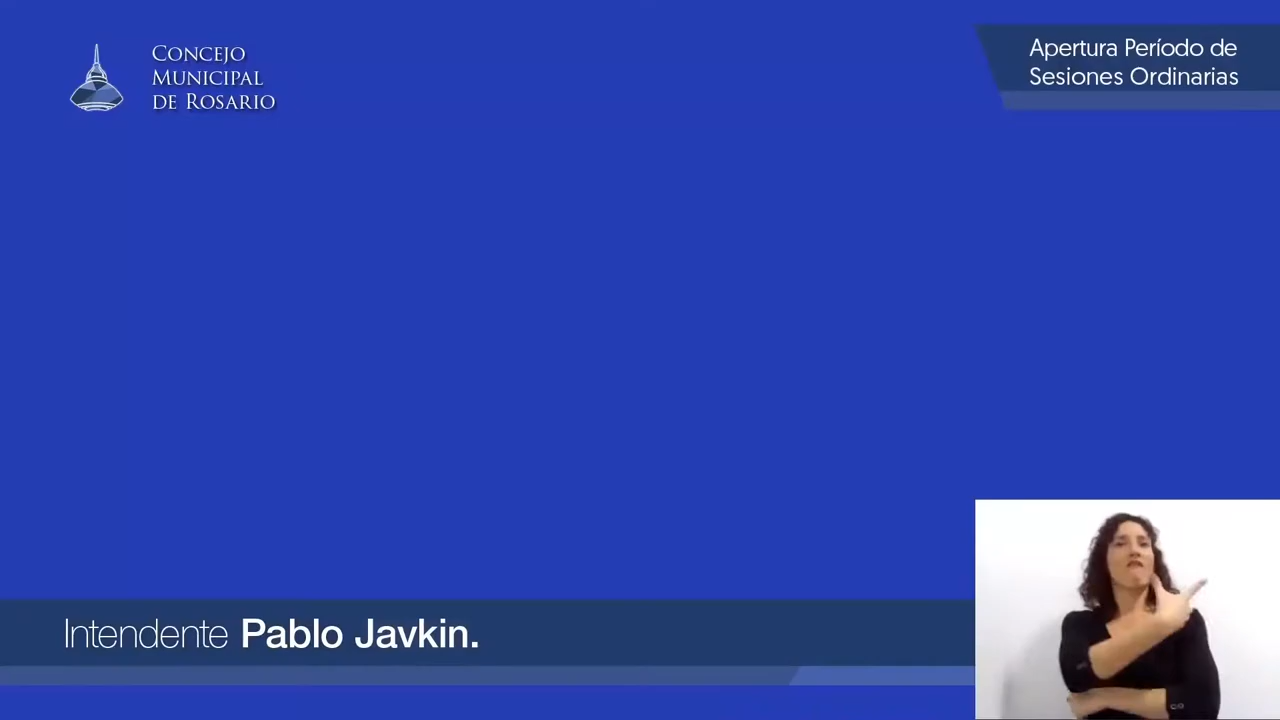 Concejo
Municipal
de Rosario
Apertura Período de
Sesiones Ordinarias
Intendente Pablo Javkin.